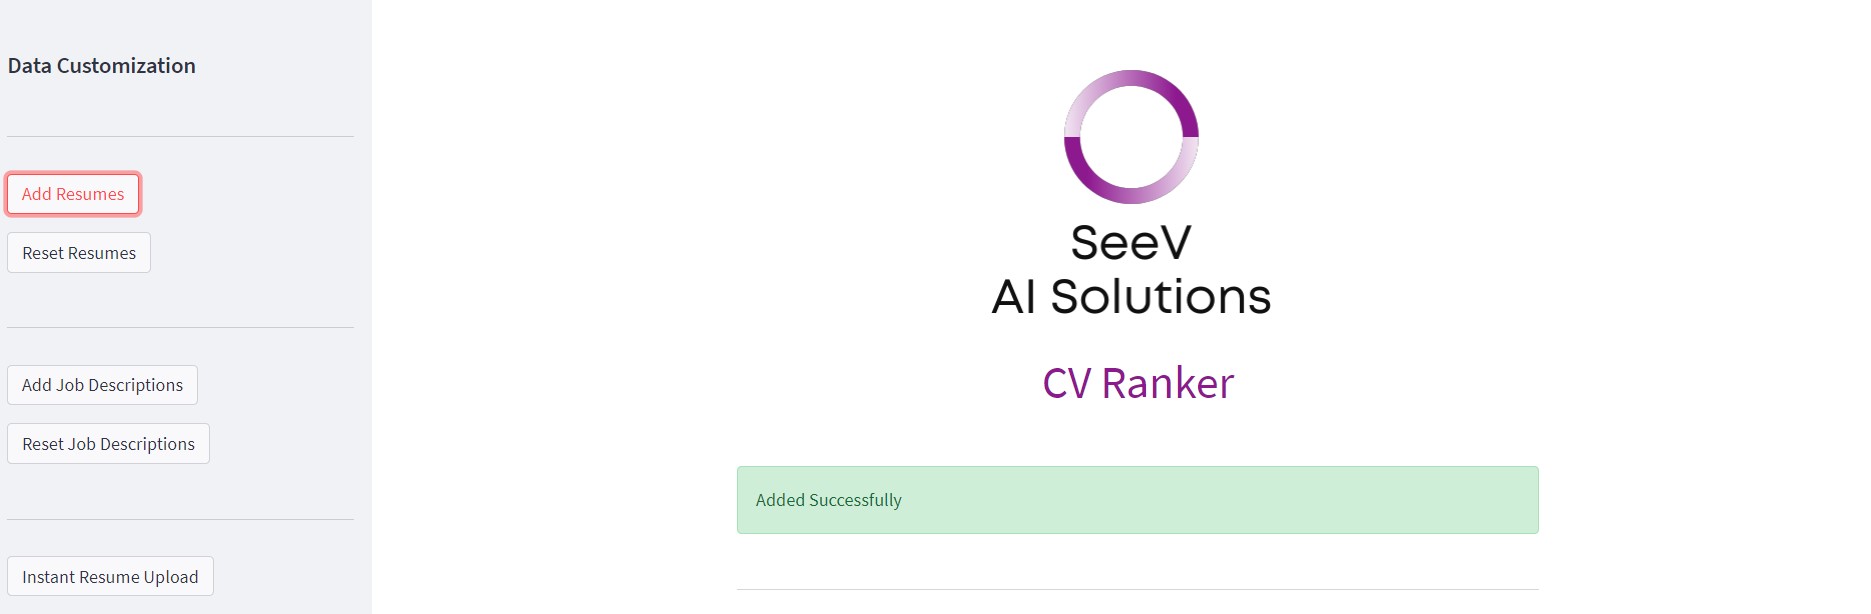 Data Customization
Add Resumes
Reset Resumes
Add Job Descriptions
Reset Job Descriptions
Instant Resume Upload
SeeV
AI Solutions
CV Ranker
Added Successfully